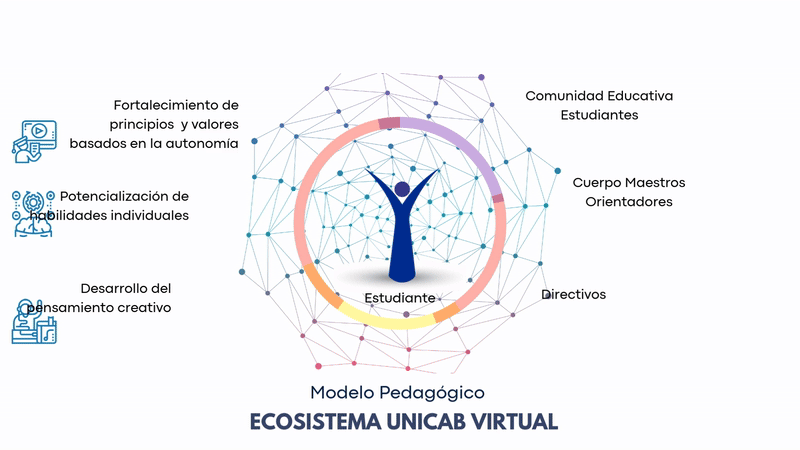 Fortalecimiento de
principios y valores
basados en la autonomía
Potencialización de
habilidades individuales
Desarrollo del
pensamiento creativo
Comunidad Educativa
Estudiantes
Cuerpo Maestros
Orientadores
Directivos
Estudiante
Modelo Pedagógico
ECOSISTEMA UNICAB VIRTUAL